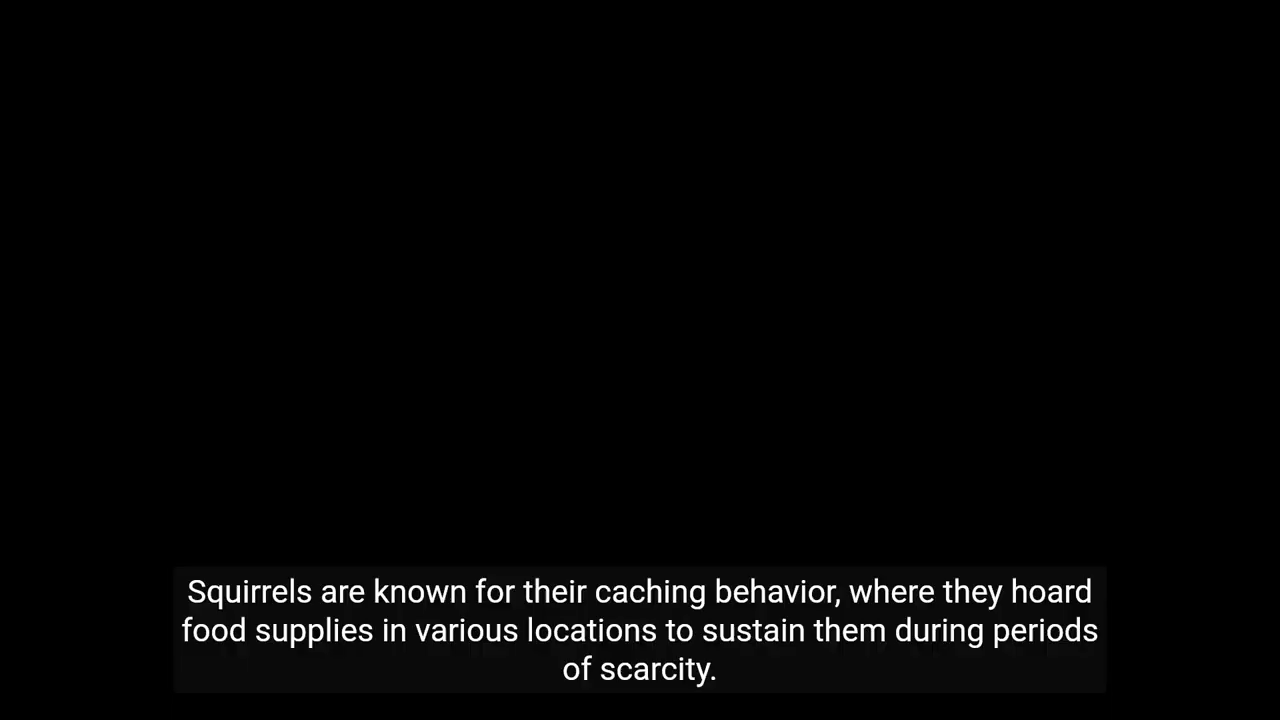 Squirrels are known for their caching behavior, where they hoard
food supplies in various locations to sustain them during periods
of scarcity.